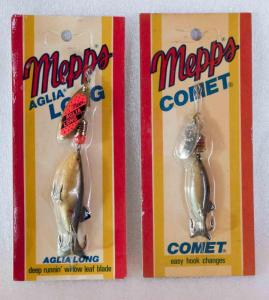 Mepps
AGLIA®
LONG
AGLIA LONG
deep runnin' willow leaf blade
Mepps
COMET®
COMET®
easy hook changes